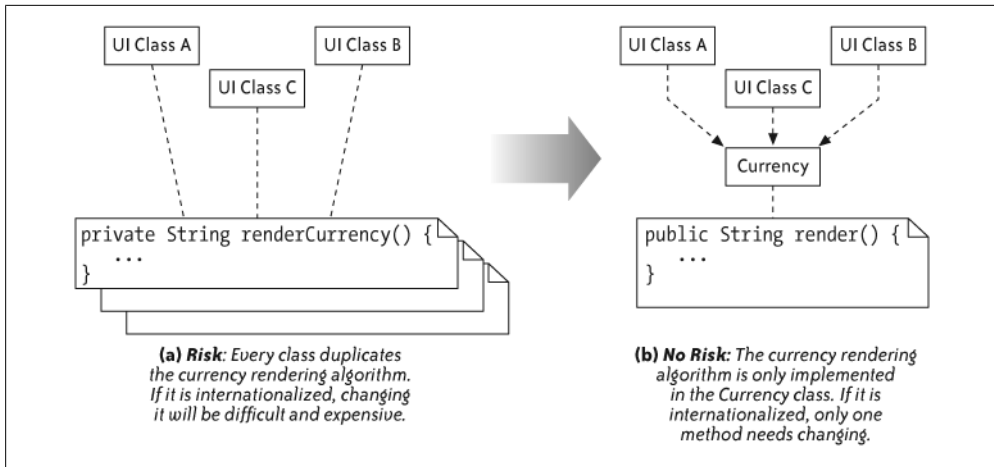 UI Class A
UI Class B
UI Class C
private String renderCurrency() {
...
}
(a) Risk: Every class duplicates
the currency rendering algorithm.
If it is internationalized, changing
it will be difficult and expensive.
UI Class A
UI Class B
UI Class C
Currency
public String render() {
...
}
(b) No Risk: The currency rendering
algorithm is only implemented
in the Currency class. If it is
internationalized, only one
method needs changing.